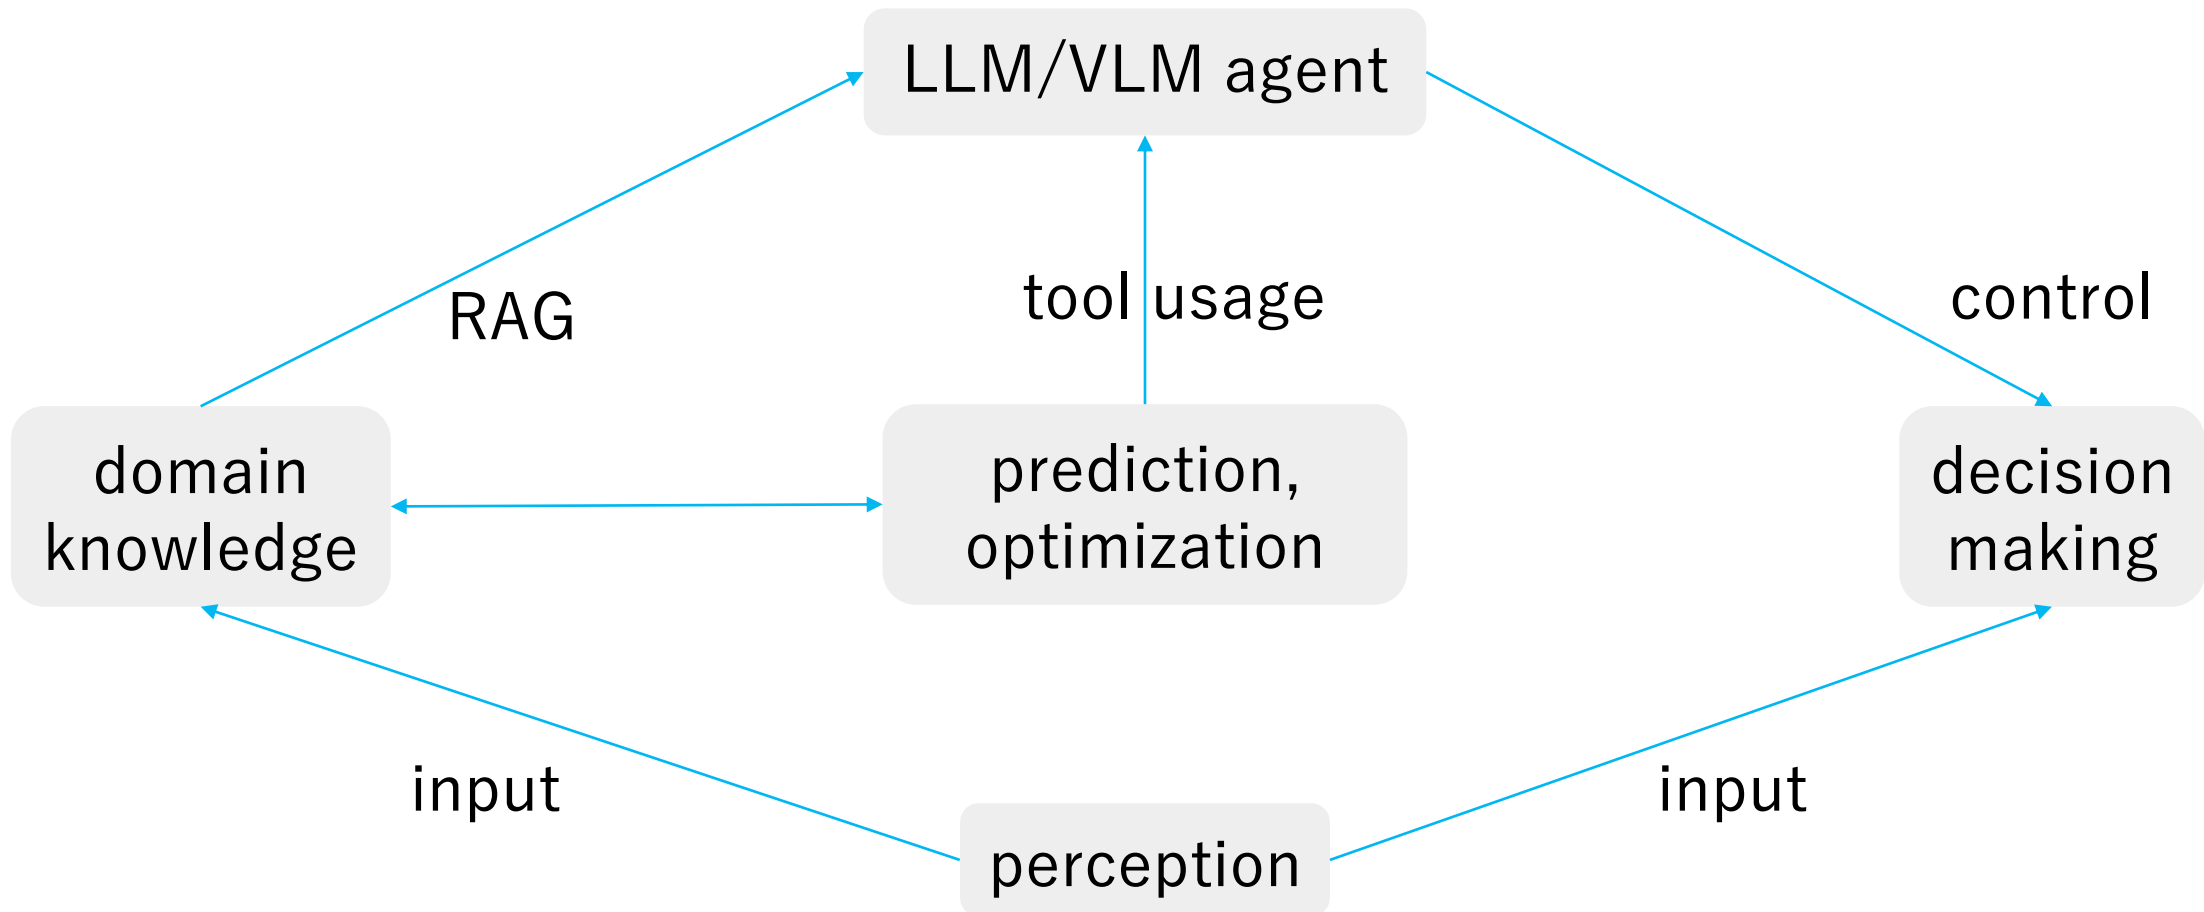 LLM/VLM agent
RAG
tool usage
control
domain
knowledge
prediction,
optimization
decision
making
input
input
perception